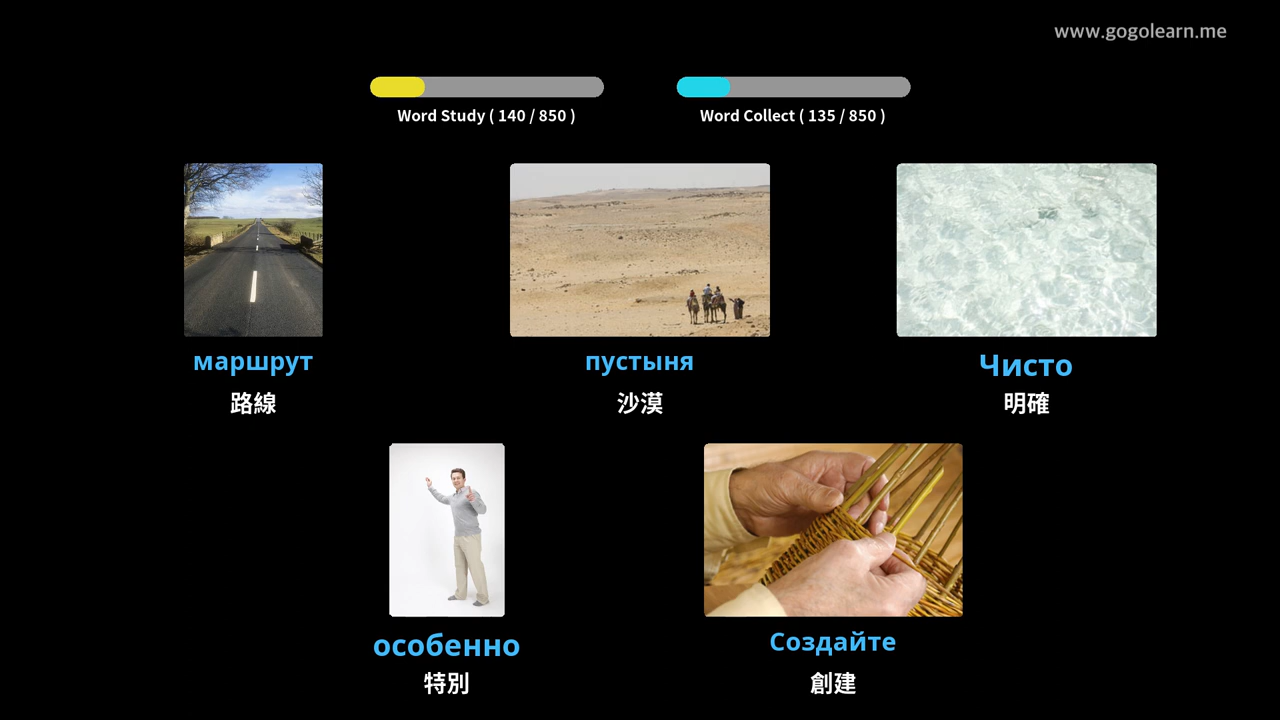 www.gogolearn.me
Word Study ( 140 / 850 )
Word Collect ( 135 / 850 )
маршрут
路線
пустыня
沙漠
Чисто
明確
особенно
特別
Создайте
創建